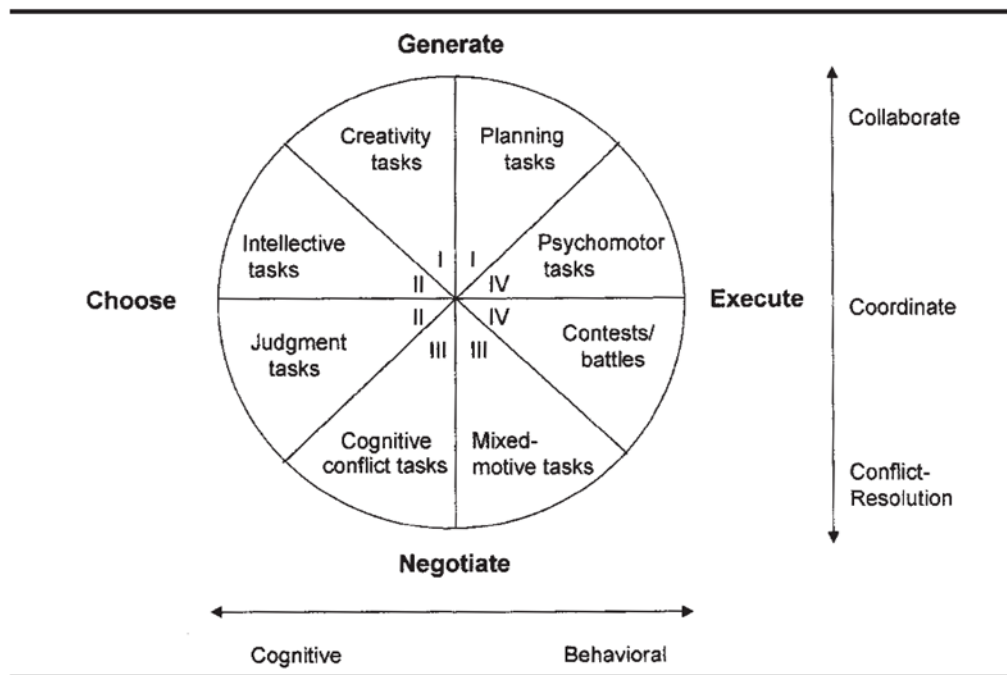 Generate
Creativity
tasks
Planning
tasks
Collaborate
Intellective
tasks
Psychomotor
tasks
I
I
II
IV
Choose
Execute
Coordinate
II
IV
III
III
Judgment
tasks
Contests/
battles
Cognitive
conflict tasks
Mixed-
motive tasks
Conflict-
Resolution
Negotiate
Cognitive
Behavioral